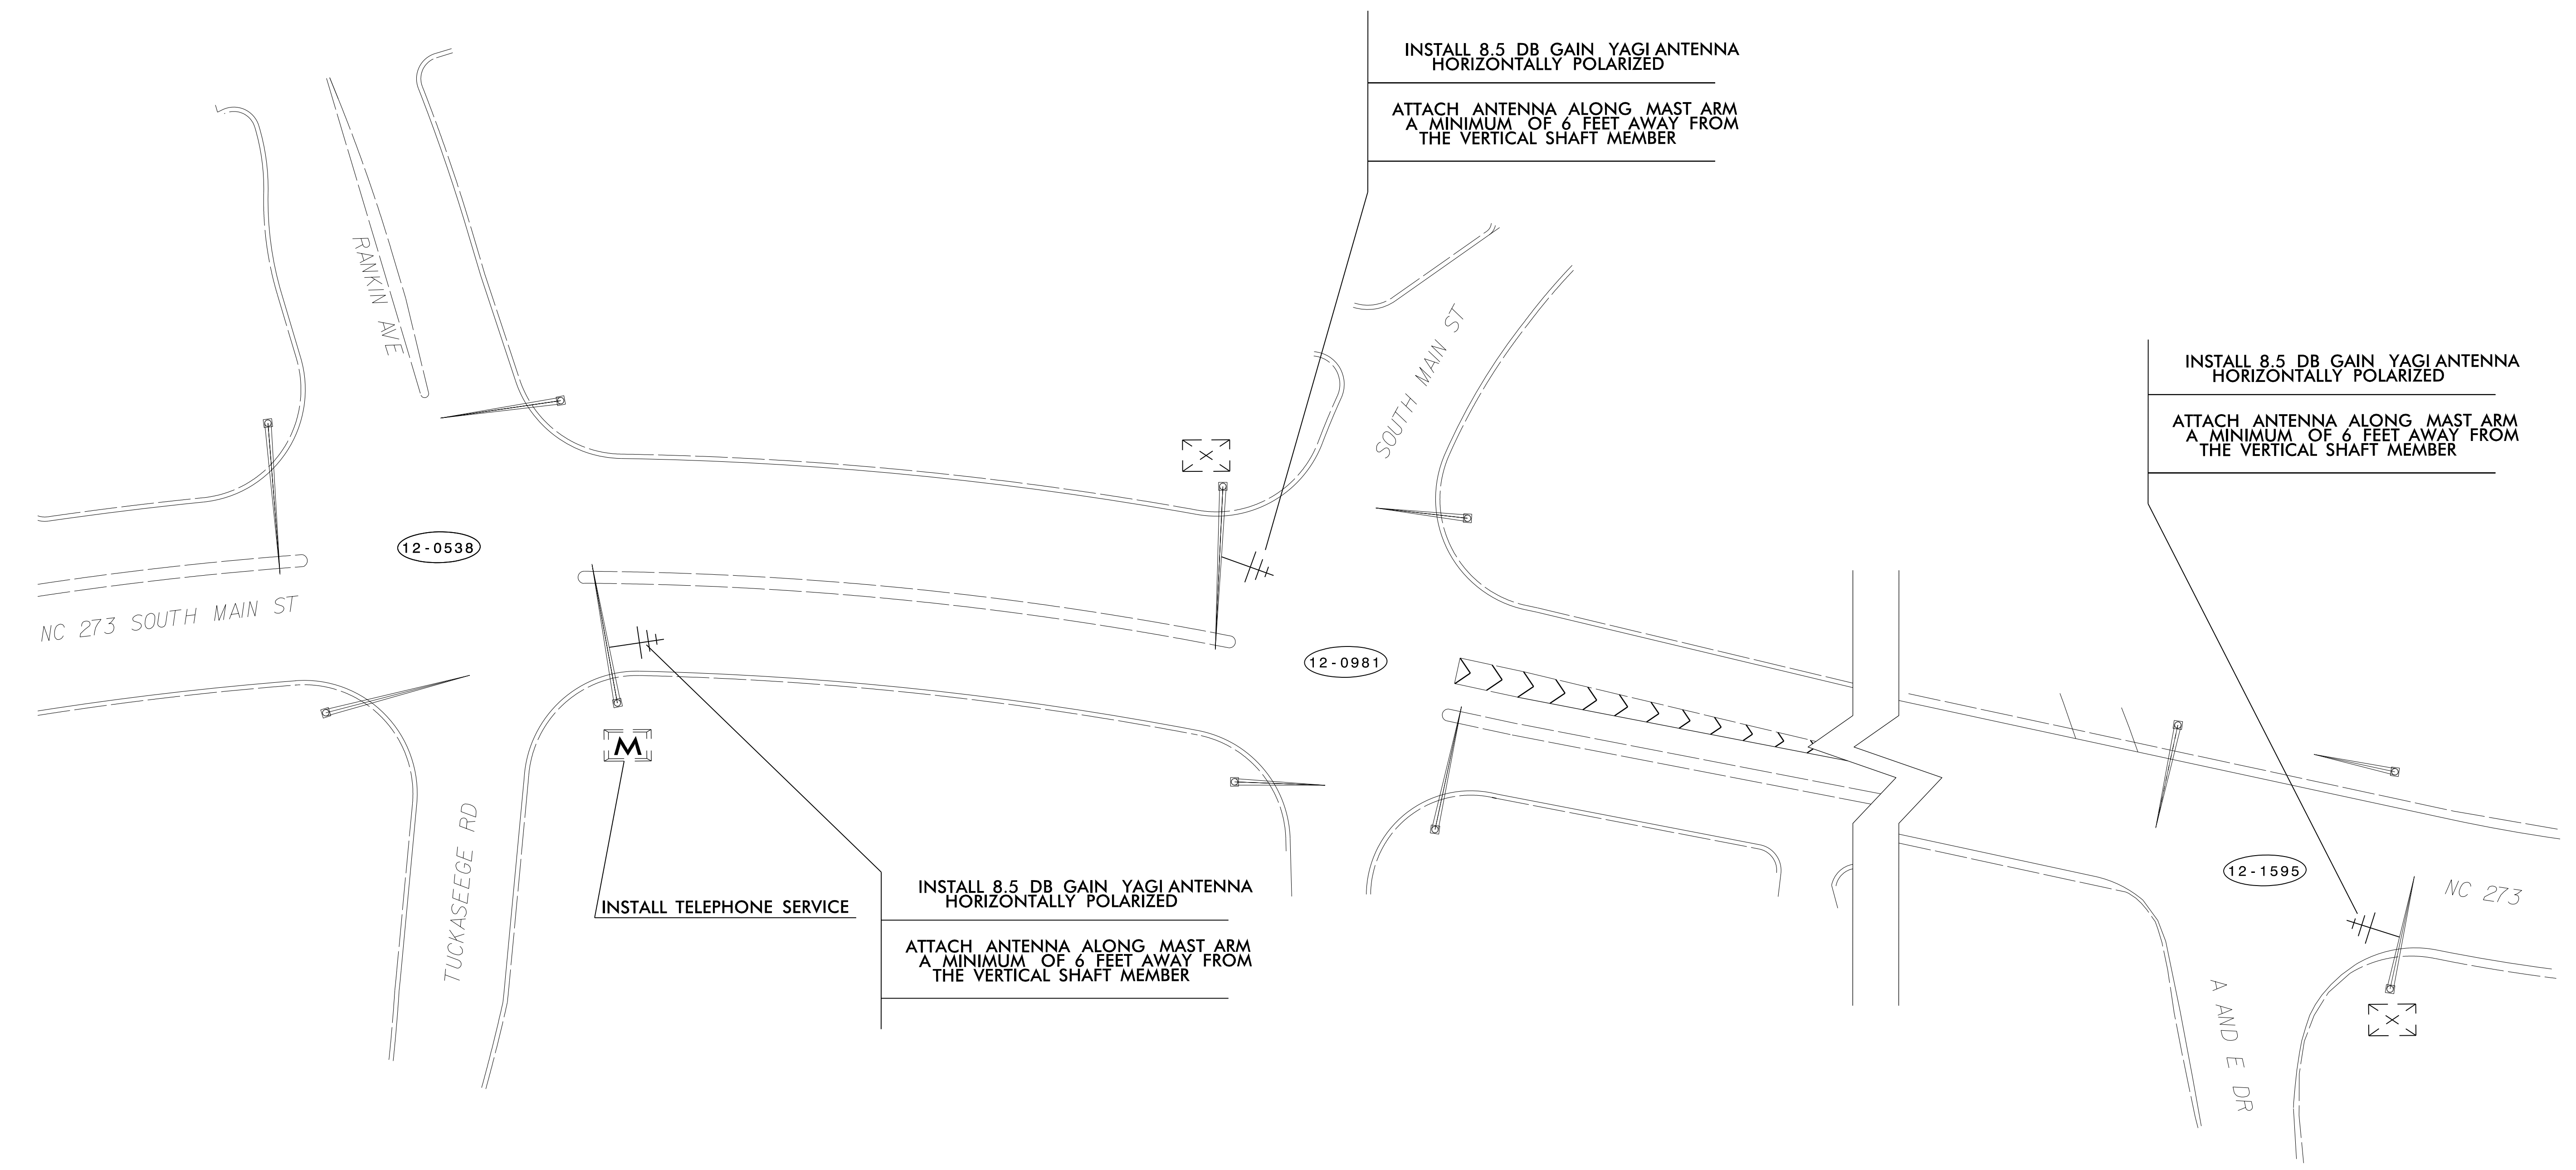 INSTALL 8.5 DB GAIN YAGI ANTENNA
HORIZONTALLY POLARIZED
ATTACH ANTENNA ALONG MAST ARM
A MINIMUM OF 6 FEET AWAY FROM
THE VERTICAL SHAFT MEMBER
RANKIN AVE
SOUTH MAIN ST
INSTALL 8.5 DB GAIN YAGI ANTENNA
HORIZONTALLY POLARIZED
ATTACH ANTENNA ALONG MAST ARM
A MINIMUM OF 6 FEET AWAY FROM
THE VERTICAL SHAFT MEMBER
X
12-0538
NC 273 SOUTH MAIN ST
12-0981
M
TUCKASEEGE RD
INSTALL TELEPHONE SERVICE
INSTALL 8.5 DB GAIN YAGI ANTENNA
HORIZONTALLY POLARIZED
ATTACH ANTENNA ALONG MAST ARM
A MINIMUM OF 6 FEET AWAY FROM
THE VERTICAL SHAFT MEMBER
12-1595
NC 273
A AND E DR
X